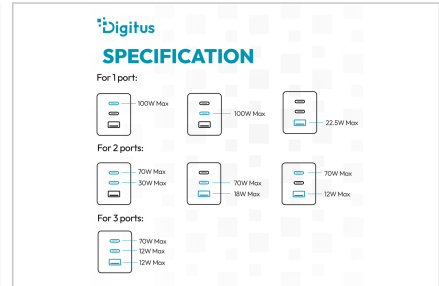 Digitus
SPECIFICATION
For 1 port:
100W Max
100W Max
22.5W Max
For 2 ports:
70W Max
30W Max
70W Max
18W Max
70W Max
12W Max
For 3 ports:
70W Max
12W Max
12W Max